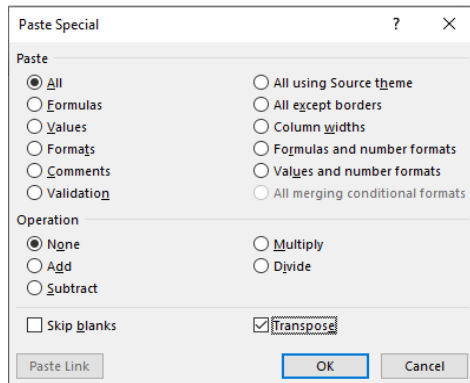 Paste Special ?
Paste
All All using Source theme
Formulas All except borders
Values Column widths
Formats Formulas and number formats
Comments Values and number formats
Validation All merging conditional formats
Operation
None Multiply
Add Divide
Subtract
Skip blanks Transpose
Paste Link OK Cancel